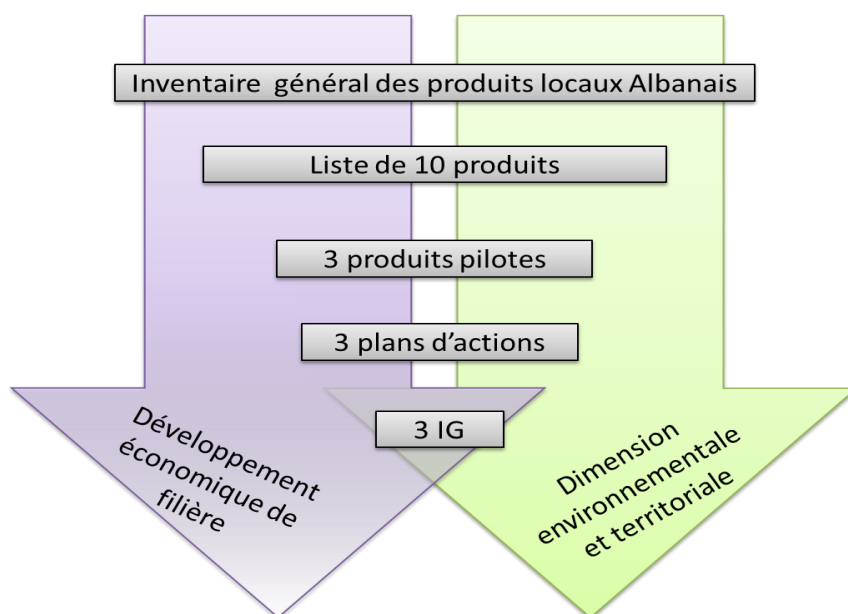 Inventaire général des produits locaux Albanais
Liste de 10 produits
3 produits pilotes
3 plans d’actions
3 IG
Développement
économique de
filière
Dimension
environnementale
et territoriale